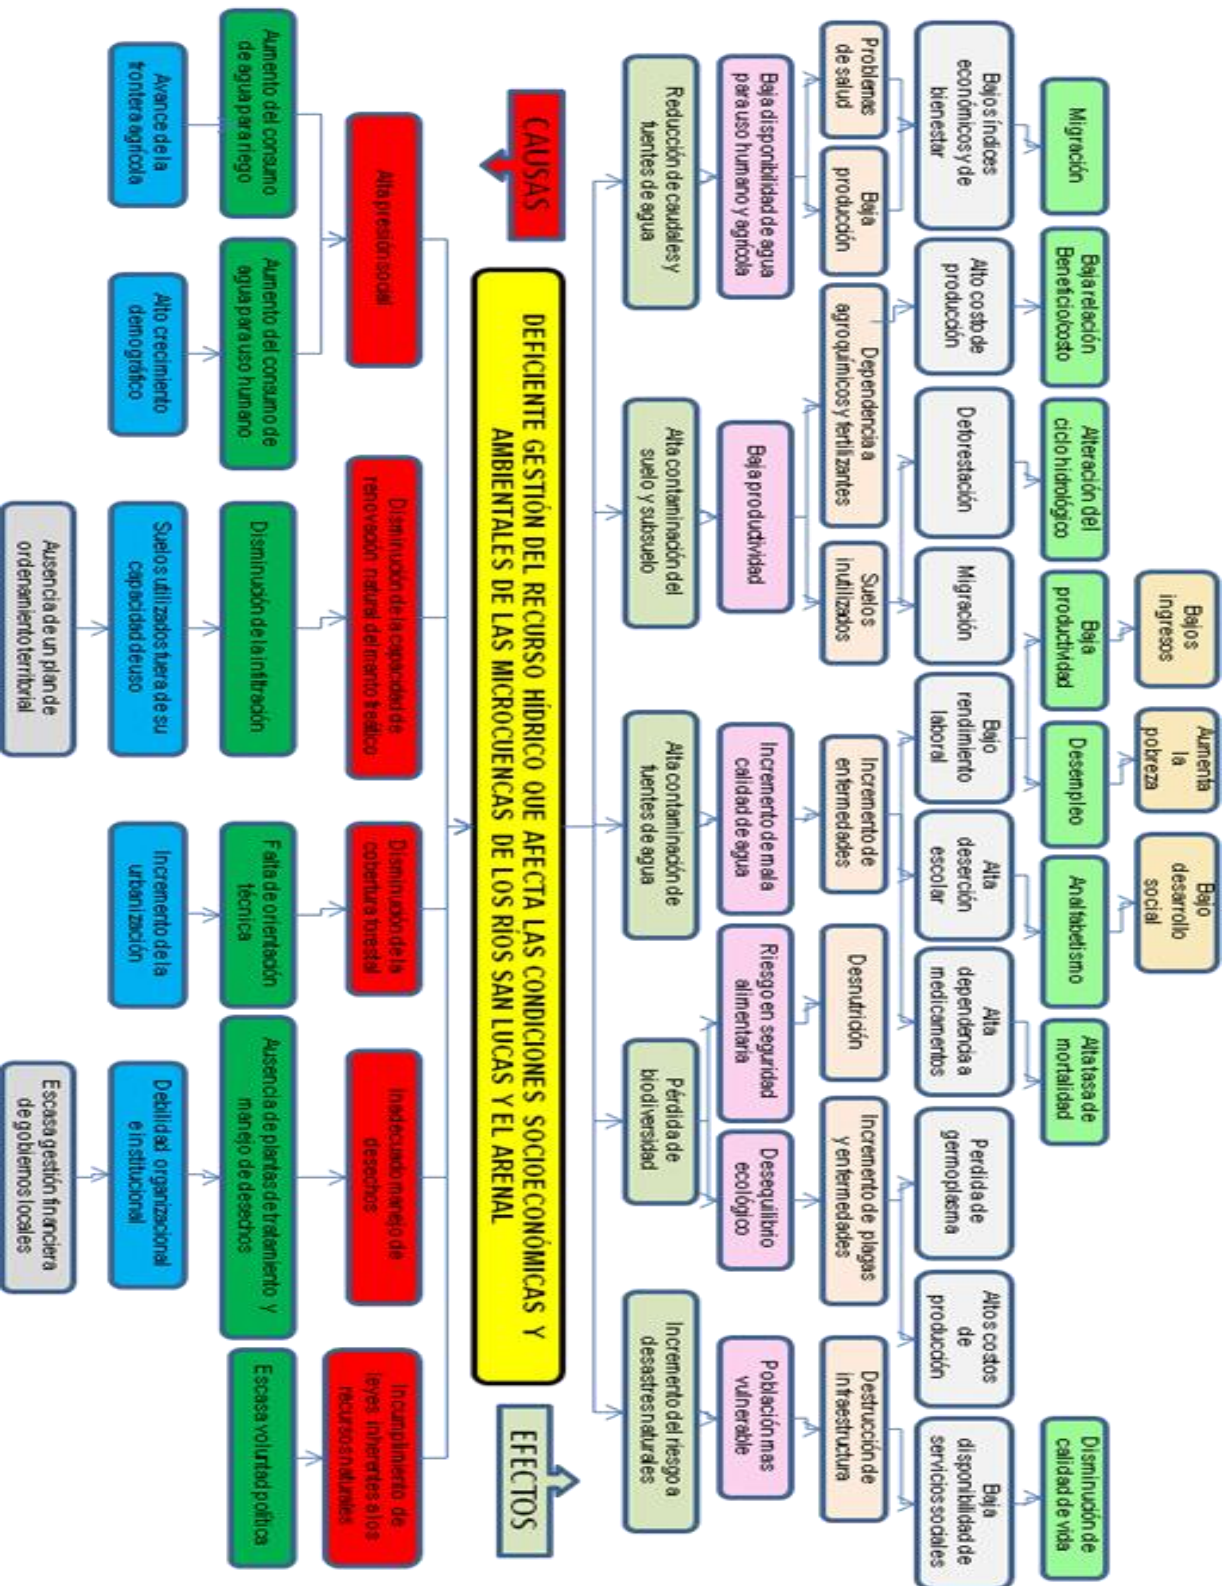 Bajos
ingresos
Aumenta
la
pobreza
Bajo
desarrollo
social
Migración
Baja relación
Beneficio/costo
Alteración del
ciclo hidrológico
Baja
productividad
Desempleo
Analfabetismo
Alta tasa de
mortalidad
Disminución de
calidad de vida
Bajos índices
económicos y de
bienestar
Alto costo de
producción
Deforestación
Migración
Bajo
rendimiento
laboral
Alta
deserción
escolar
Alta
dependencia a
medicamentos
Perdida de
germoplasma
Altos costos
de
producción
Baja
disponibilidad de
servicios sociales
Problemas
de salud
Baja
producción
Dependencia a
agroquímicos y fertilizantes
Suelos
inutilizados
Incremento de
enfermedades
Desnutrición
Incremento de plagas
y enfermedades
Destrucción de
infraestructura
Baja disponibilidad de agua
para uso humano y agrícola
Baja productividad
Incremento de mala
calidad de agua
Riesgo en seguridad
alimentaria
Desequilibrio
ecológico
Población mas
vulnerable
Reducción de caudales y
fuentes de agua
Alta contaminación del
suelo y subsuelo
Alta contaminación de
fuentes de agua
Pérdida de
biodiversidad
Incremento del riesgo a
desastres naturales
CAUSAS
DEFICIENTE GESTIÓN DEL RECURSO HÍDRICO QUE AFECTA LAS CONDICIONES SOCIOECONÓMICAS Y
AMBIENTALES DE LAS MICROCUENCAS DE LOS RÍOS SAN LUCAS Y EL ARENAL
EFECTOS
Alta presión social
Disminución de la capacidad de
renovación natural del manto freático
Disminución de la
cobertura forestal
Inadecuado manejo de
desechos
Incumplimiento de
leyes inherentes a los
recursos naturales
Aumento del consumo
de agua para riego
Aumento del consumo de
agua para uso humano
Disminución de la infiltración
Falta de orientación
técnica
Ausencia de plantas de tratamiento y
manejo de desechos
Escasa voluntad política
Avance de la
frontera agrícola
Alto crecimiento
demográfico
Suelos utilizados fuera de su
capacidad de uso
Incremento de la
urbanización
Debilidad organizacional
e institucional
Ausencia de un plan de
ordenamiento territorial
Escasa gestión financiera
de gobiernos locales